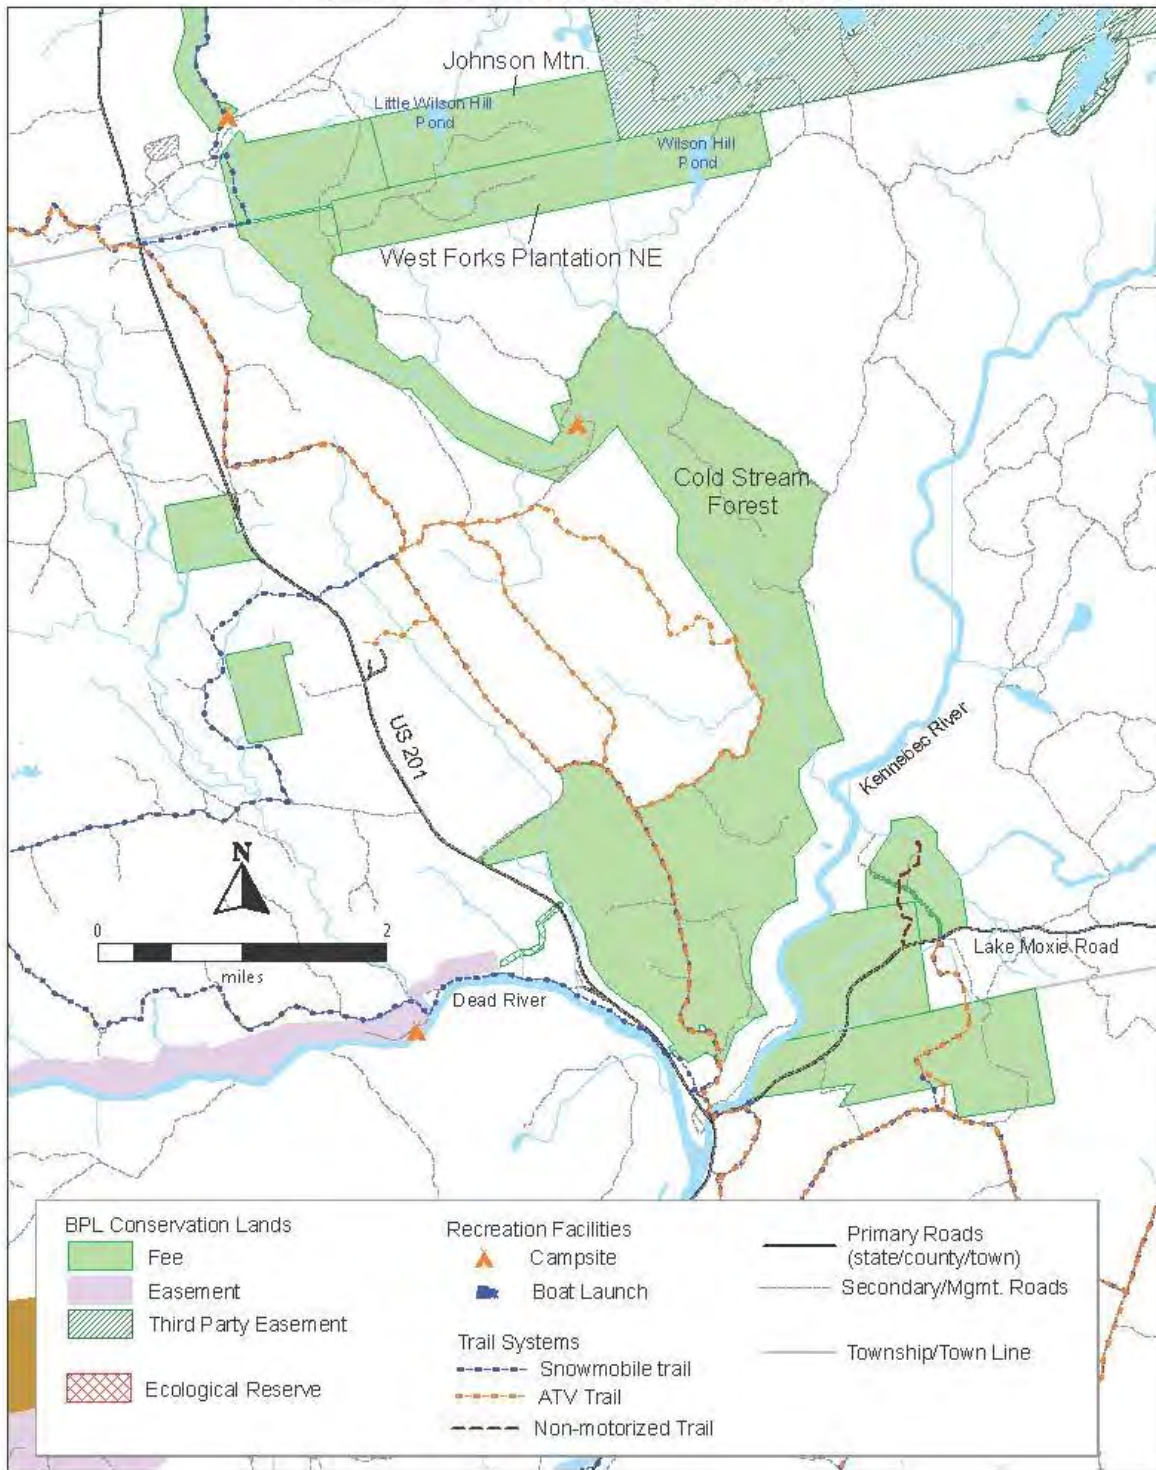 Johnson Mtn.
Little Wilson Hill
Pond
Wilson Hill
Pond
West Forks Plantation NE
Cold Stream
Forest
Kennebec River
US 201
N
0
2
miles
Lake Moxie Road
Dead River
BPL Conservation Lands
Fee
Easement
Third Party Easement
Ecological Reserve
Recreation Facilities
Campsite
Boat Launch
Trail Systems
Snowmobile trail
ATV Trail
Non-motorized Trail
Primary Roads
(state/county/town)
Secondary/Mgmt. Roads
Township/Town Line